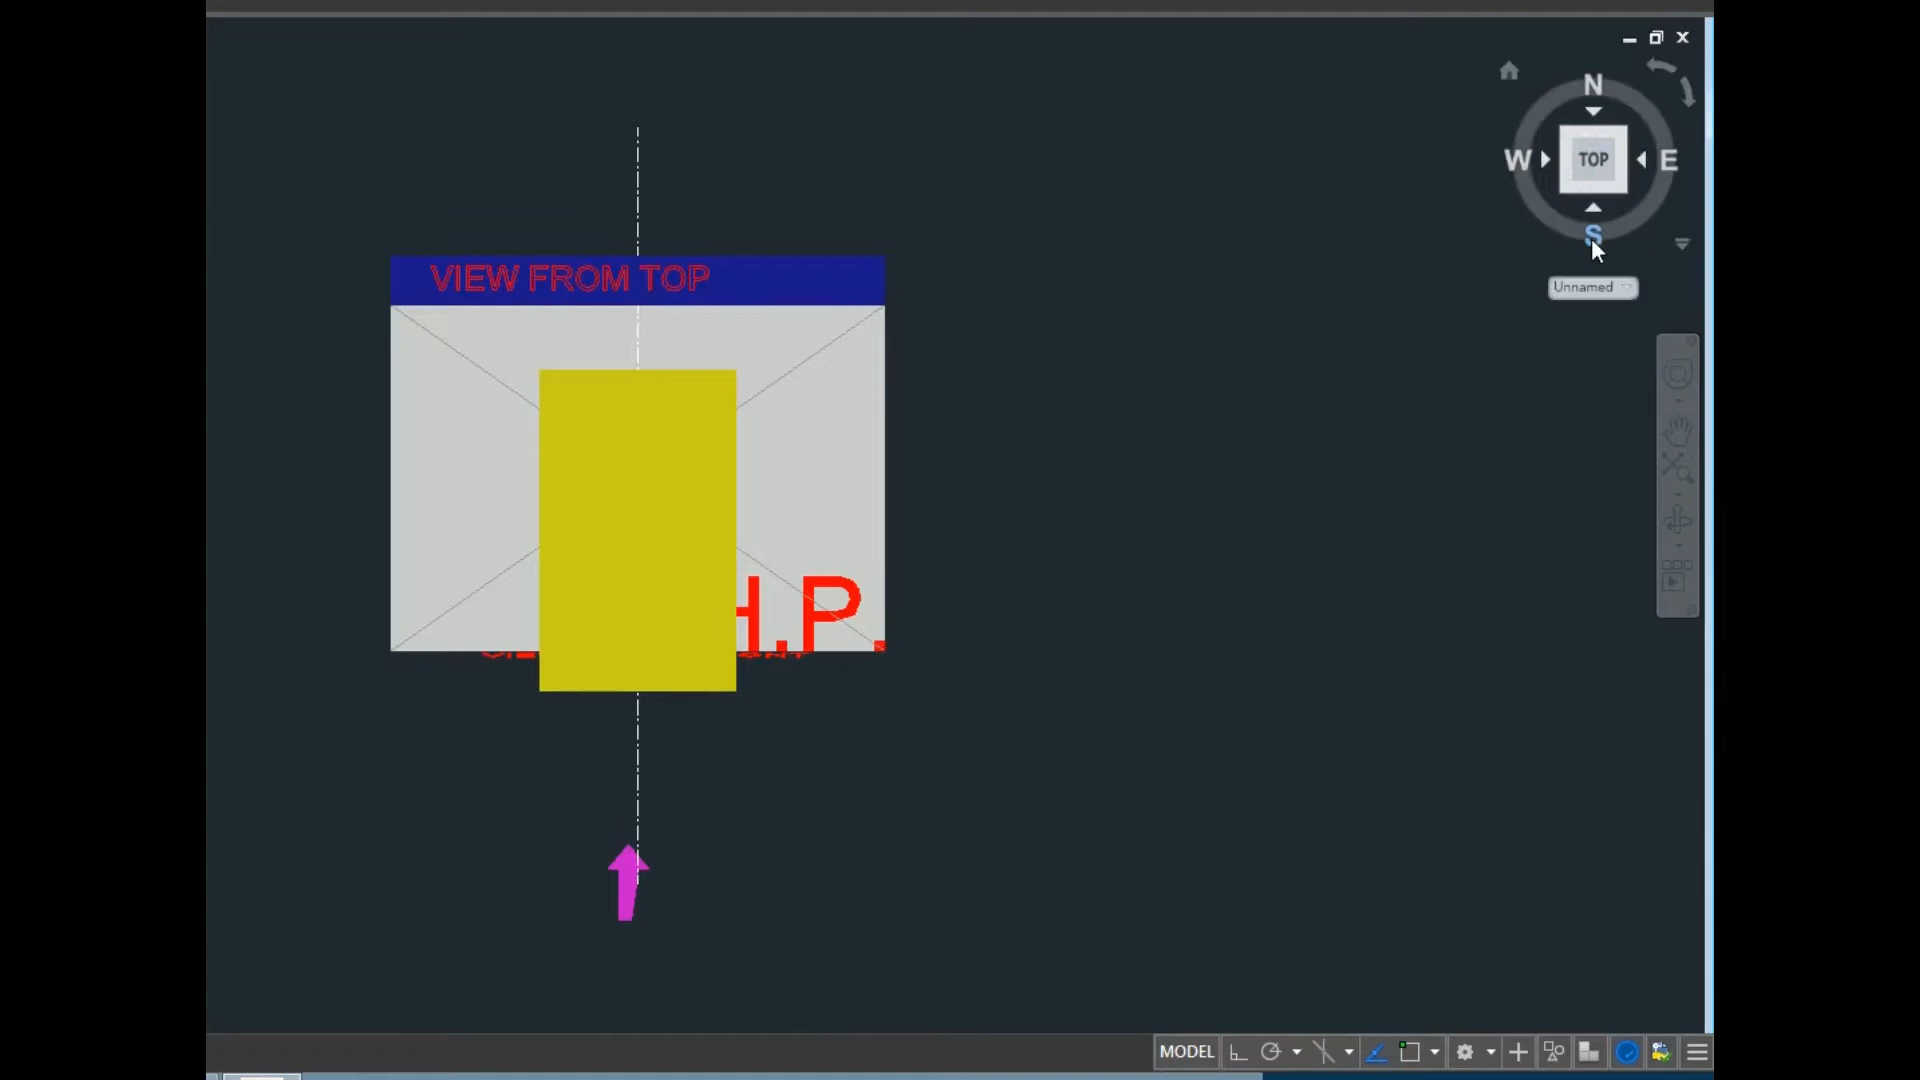 N
W TOP E
S
Unnamed
VIEW FROM TOP
H.P.
MODEL